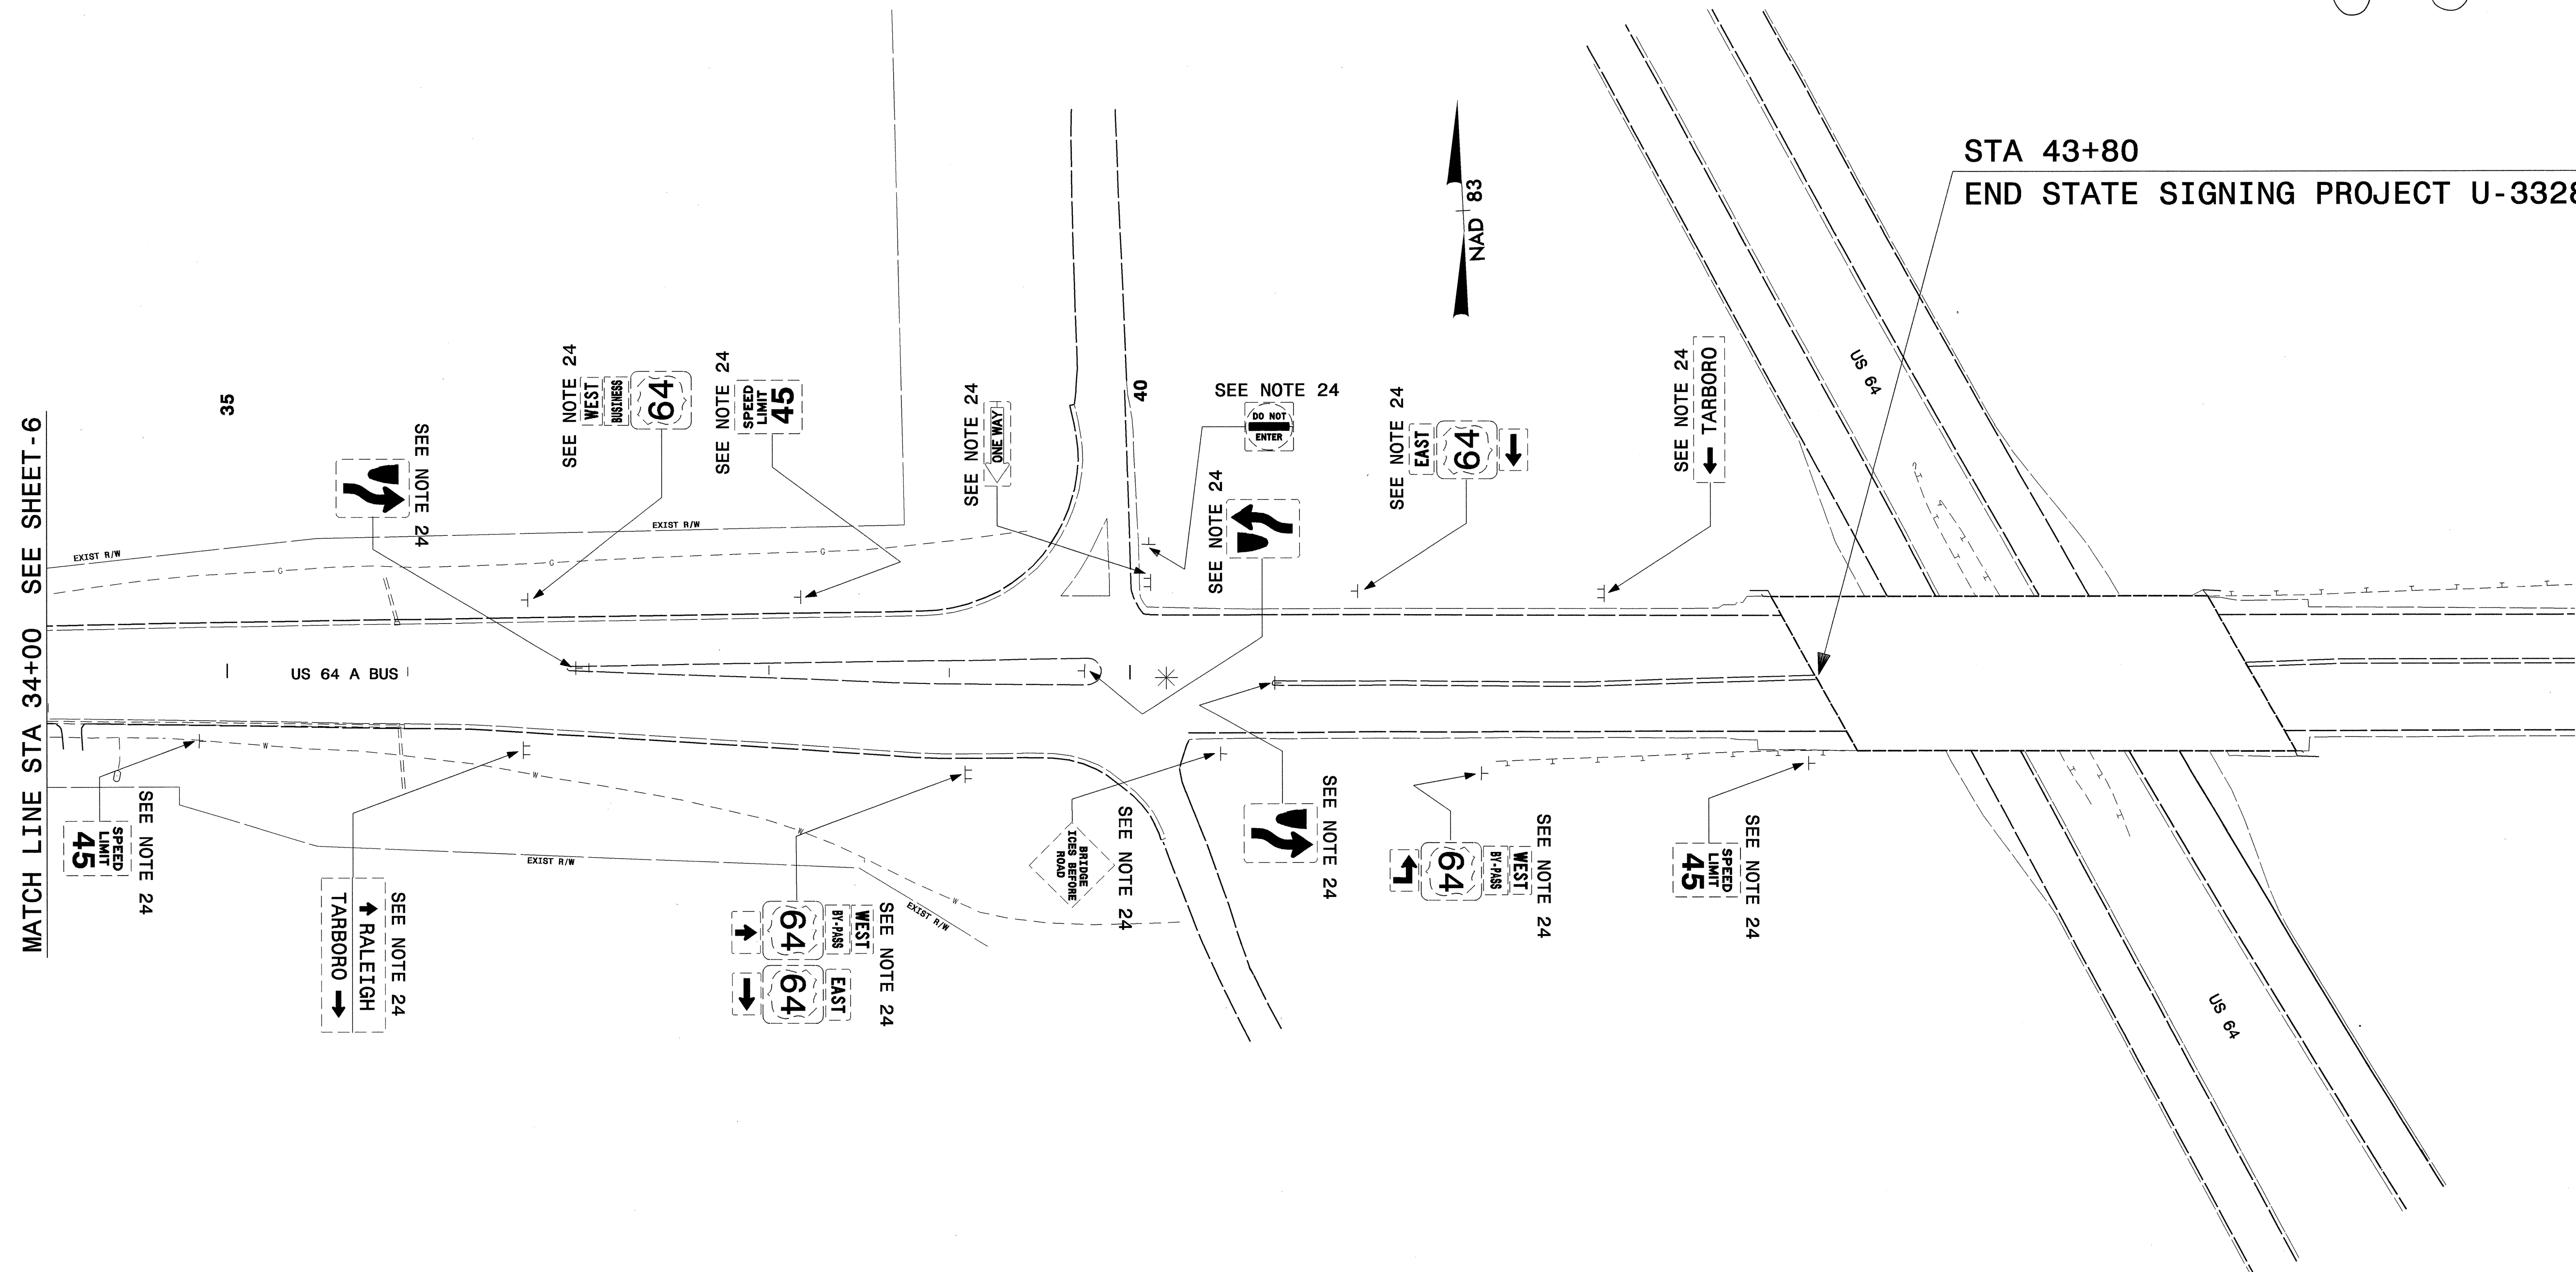 STA 43+80
END STATE SIGNING PROJECT U-3328
NAD 83
US 64
MATCH LINE STA 34+00 SEE SHEET-6
35
40
SEE NOTE 24
SEE NOTE 24
WEST
BUSINESS
64
SEE NOTE 24
SPEED
LIMIT
45
SEE NOTE 24
ONE WAY
SEE NOTE 24
DO NOT
ENTER
SEE NOTE 24
SEE NOTE 24
EAST
64
SEE NOTE 24
← TARBORO
EXIST R/W
EXIST R/W
G
G
G
US 64 A BUS
W
W
W
W
EXIST R/W
EXIST R/W
SEE NOTE 24
SPEED
LIMIT
45
SEE NOTE 24
↑ RALEIGH
TARBORO →
SEE NOTE 24
WEST
BY-PASS
64
EAST
64
SEE NOTE 24
BRIDGE
ICES BEFORE
ROAD
SEE NOTE 24
SEE NOTE 24
WEST
BY-PASS
64
SEE NOTE 24
SPEED
LIMIT
45
US 64